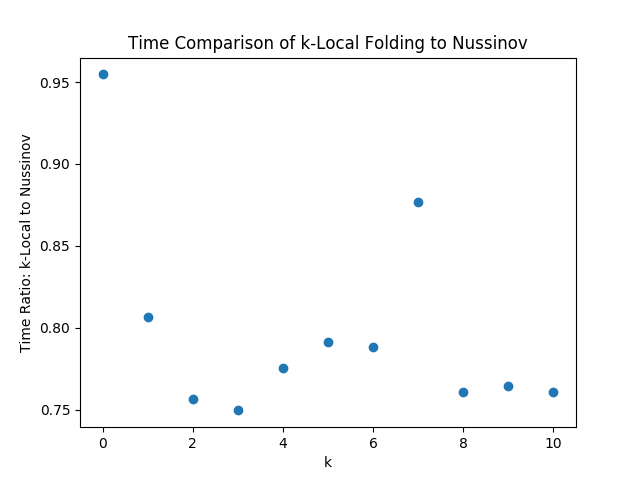 Time Comparison of k-Local Folding to Nussinov
Time Ratio: k-Local to Nussinov
0.95
0.90
0.85
0.80
0.75
0 2 4 6 8 10
k